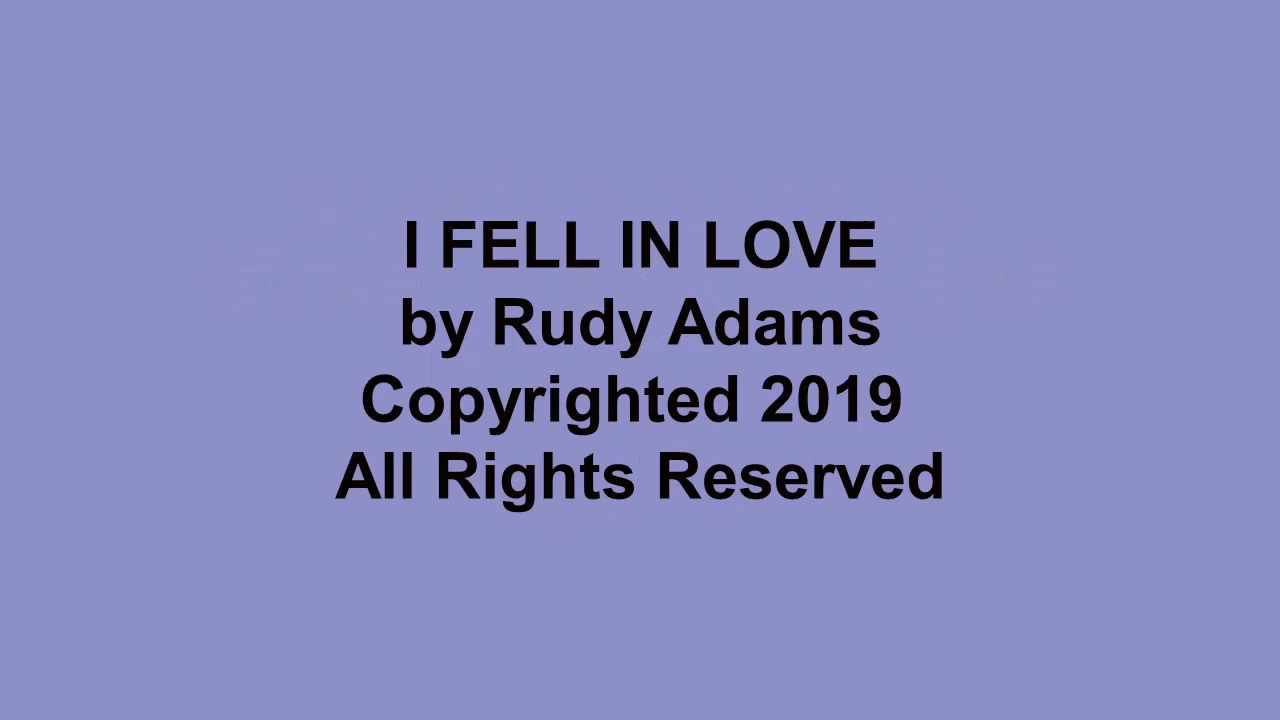 I FELL IN LOVE
by Rudy Adams
Copyrighted 2019
All Rights Reserved